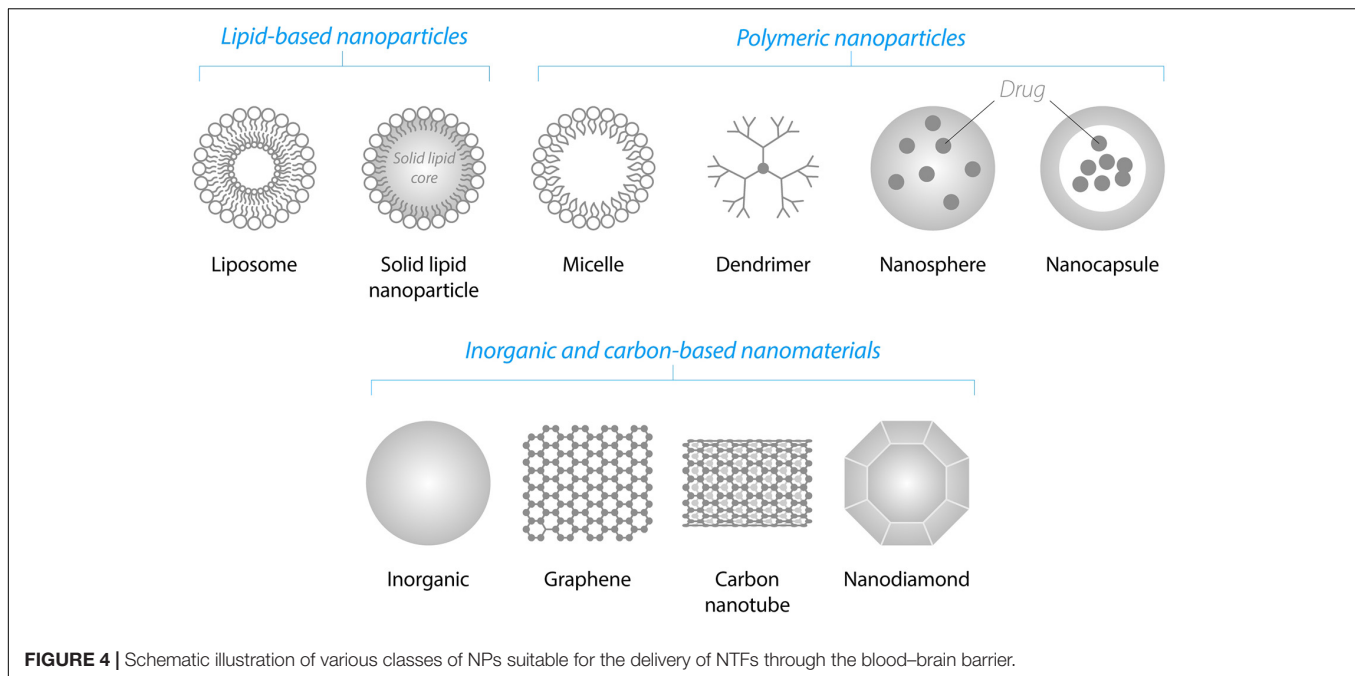 Lipid-based nanoparticles
Polymeric nanoparticles
Drug
Solid lipid
core
Liposome
Solid lipid
nanoparticle
Micelle
Dendrimer
Nanosphere
Nanocapsule
Inorganic and carbon-based nanomaterials
Inorganic
Graphene
Carbon
nanotube
Nanodiamond
FIGURE 4 | Schematic illustration of various classes of NPs suitable for the delivery of NTFs through the blood–brain barrier.